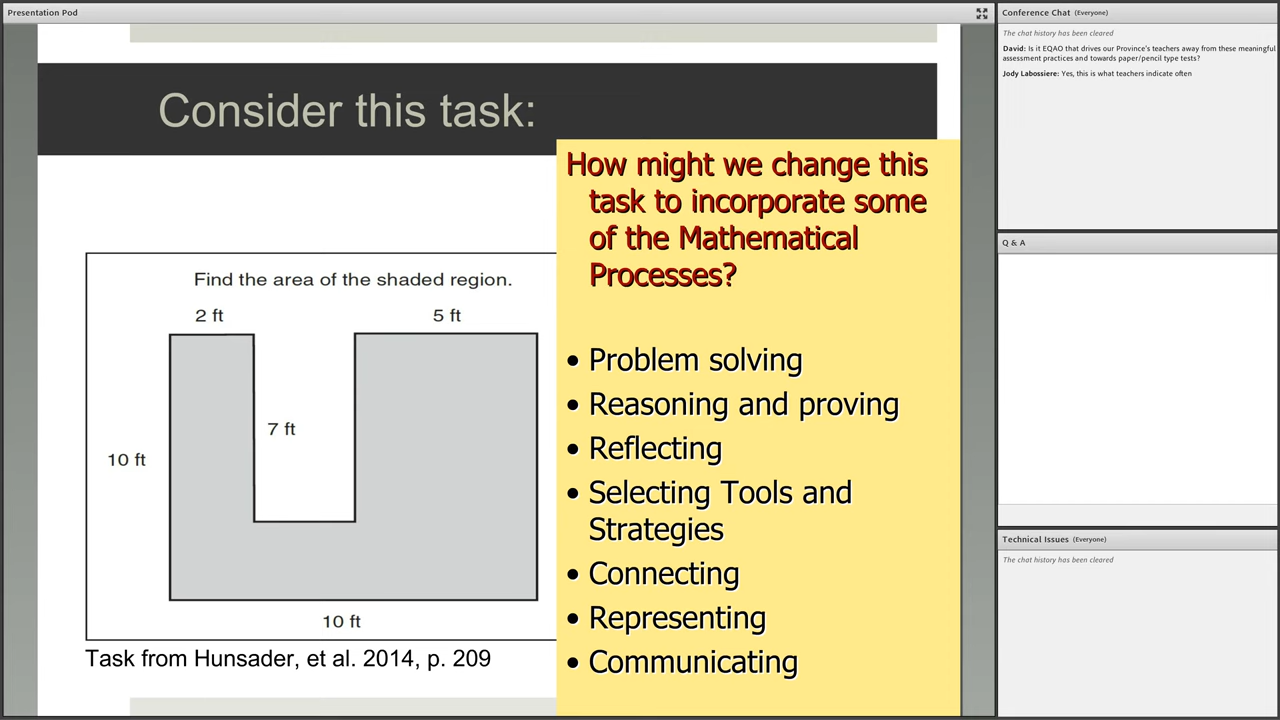 Presentation Pod
Consider this task:
How might we change this
task to incorporate some
of the Mathematical
Processes?
• Problem solving
• Reasoning and proving
• Reflecting
• Selecting Tools and
Strategies
• Connecting
• Representing
• Communicating
Find the area of the shaded region.
2 ft
5 ft
7 ft
10 ft
10 ft
Task from Hunsader, et al. 2014, p. 209
Conference Chat (Everyone)
The chat history has been cleared
David: Is it EQAO that drives our Province's teachers away from these meaningful
assessment practices and towards paper/pencil type tests?
Jody Labossiere: Yes, this is what teachers indicate often
Q & A
Technical Issues (Everyone)
The chat history has been cleared